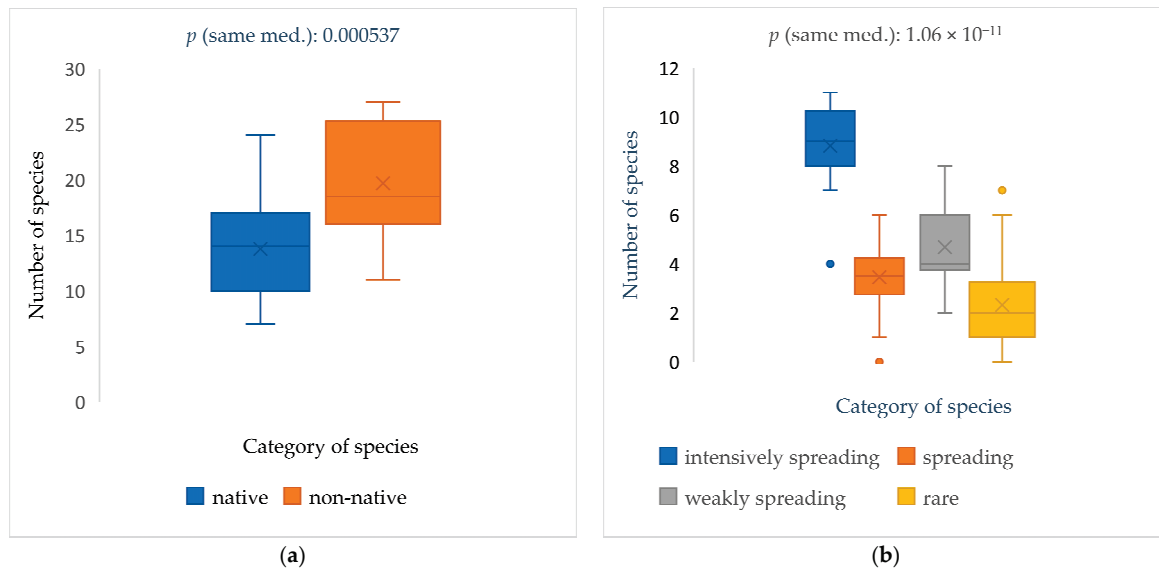 p (same med.): 0.000537
30
25
20
15
10
5
0
Number of species
Category of species
native non-native
(a)
p (same med.): 1.06 × 10⁻¹¹
12
10
8
6
4
2
0
Number of species
Category of species
intensively spreading spreading
weakly spreading rare
(b)